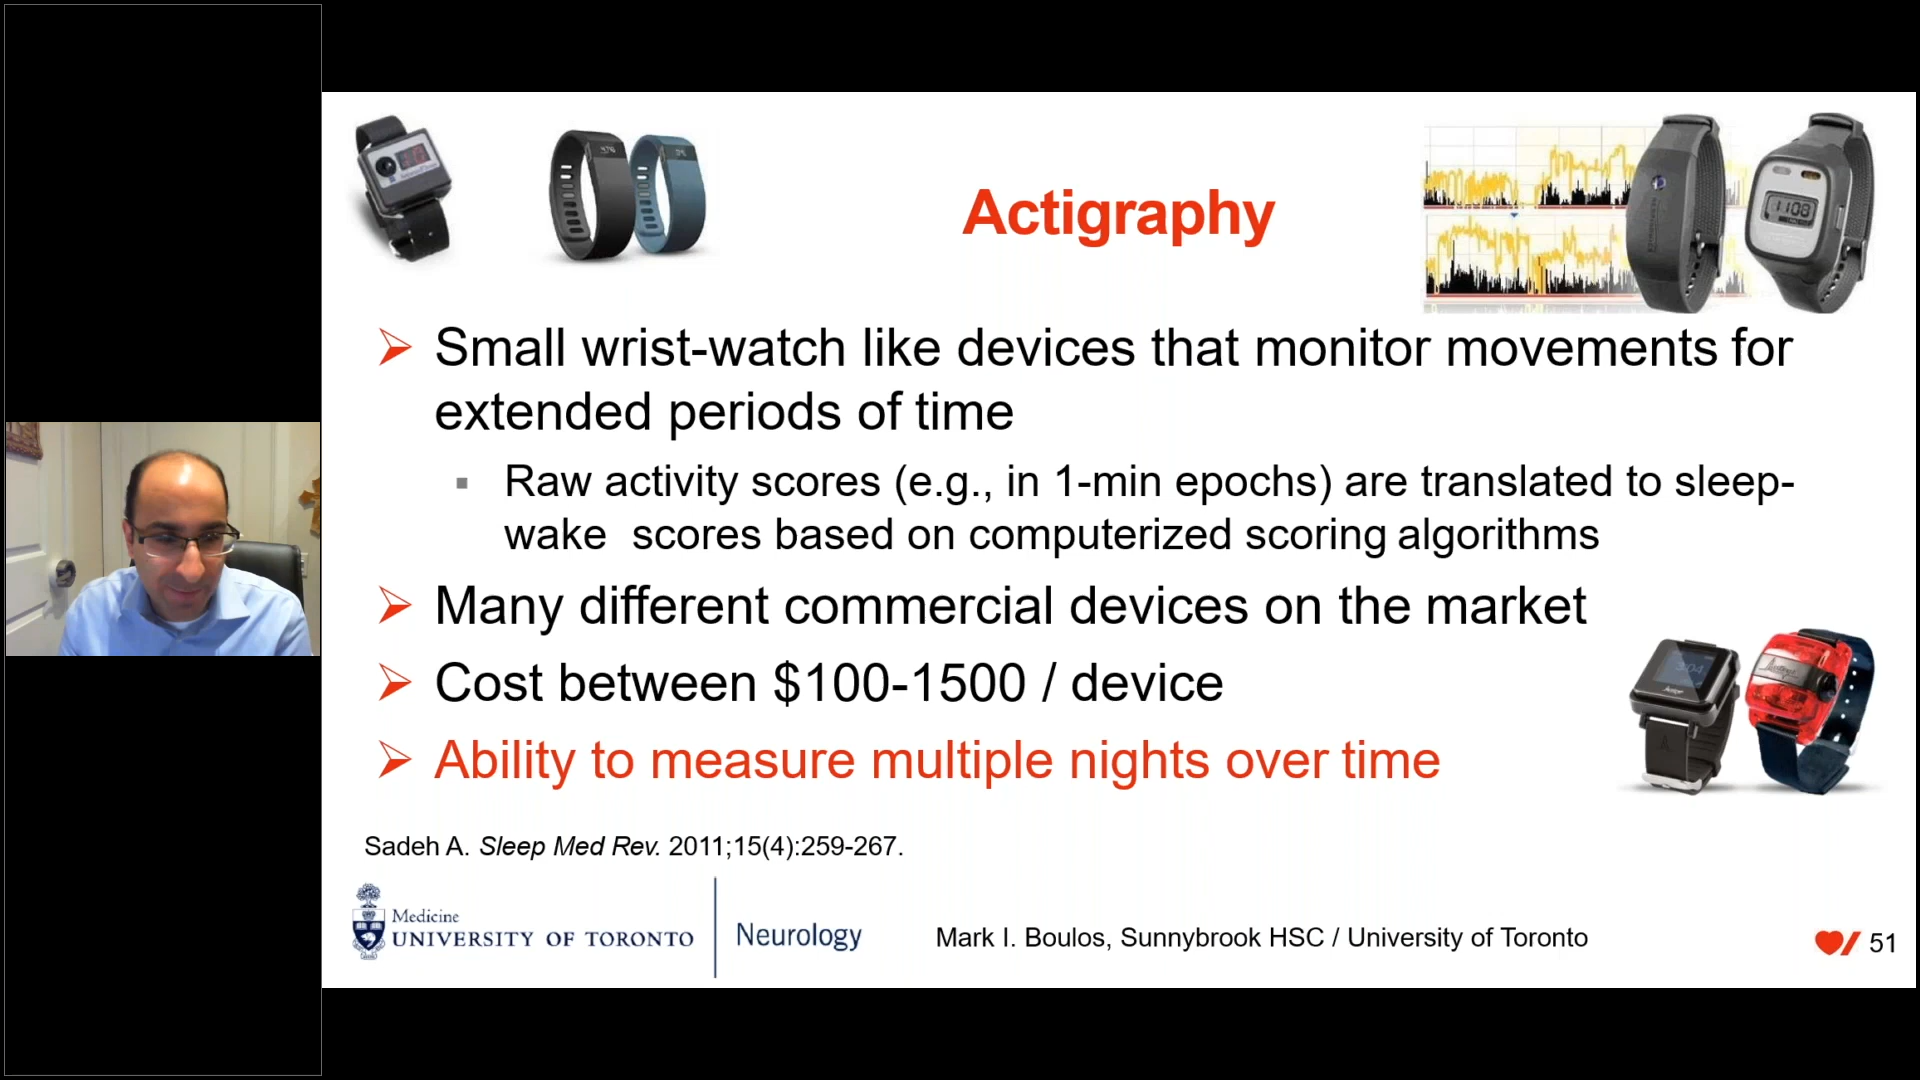 Actigraphy
1108
Small wrist-watch like devices that monitor movements for
extended periods of time
Raw activity scores (e.g., in 1-min epochs) are translated to sleep-
wake  scores based on computerized scoring algorithms
Many different commercial devices on the market
Cost between $100-1500 / device
Ability to measure multiple nights over time
Sadeh A. Sleep Med Rev. 2011;15(4):259-267.
Medicine
UNIVERSITY OF TORONTO
Neurology
Mark I. Boulos, Sunnybrook HSC / University of Toronto
51